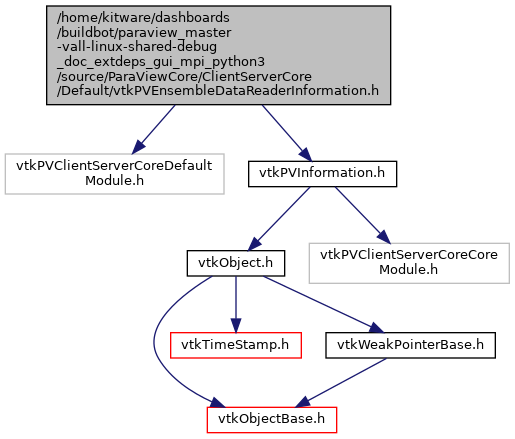 /home/kitware/dashboards
/buildbot/paraview_master
-vall-linux-shared-debug
_doc_extdeps_gui_mpi_python3
/source/ParaViewCore/ClientServerCore
/Default/vtkPVEnsembleDataReaderInformation.h
vtkPVClientServerCoreDefault
Module.h
vtkPVInformation.h
vtkObject.h
vtkPVClientServerCoreCore
Module.h
vtkTimeStamp.h
vtkWeakPointerBase.h
vtkObjectBase.h